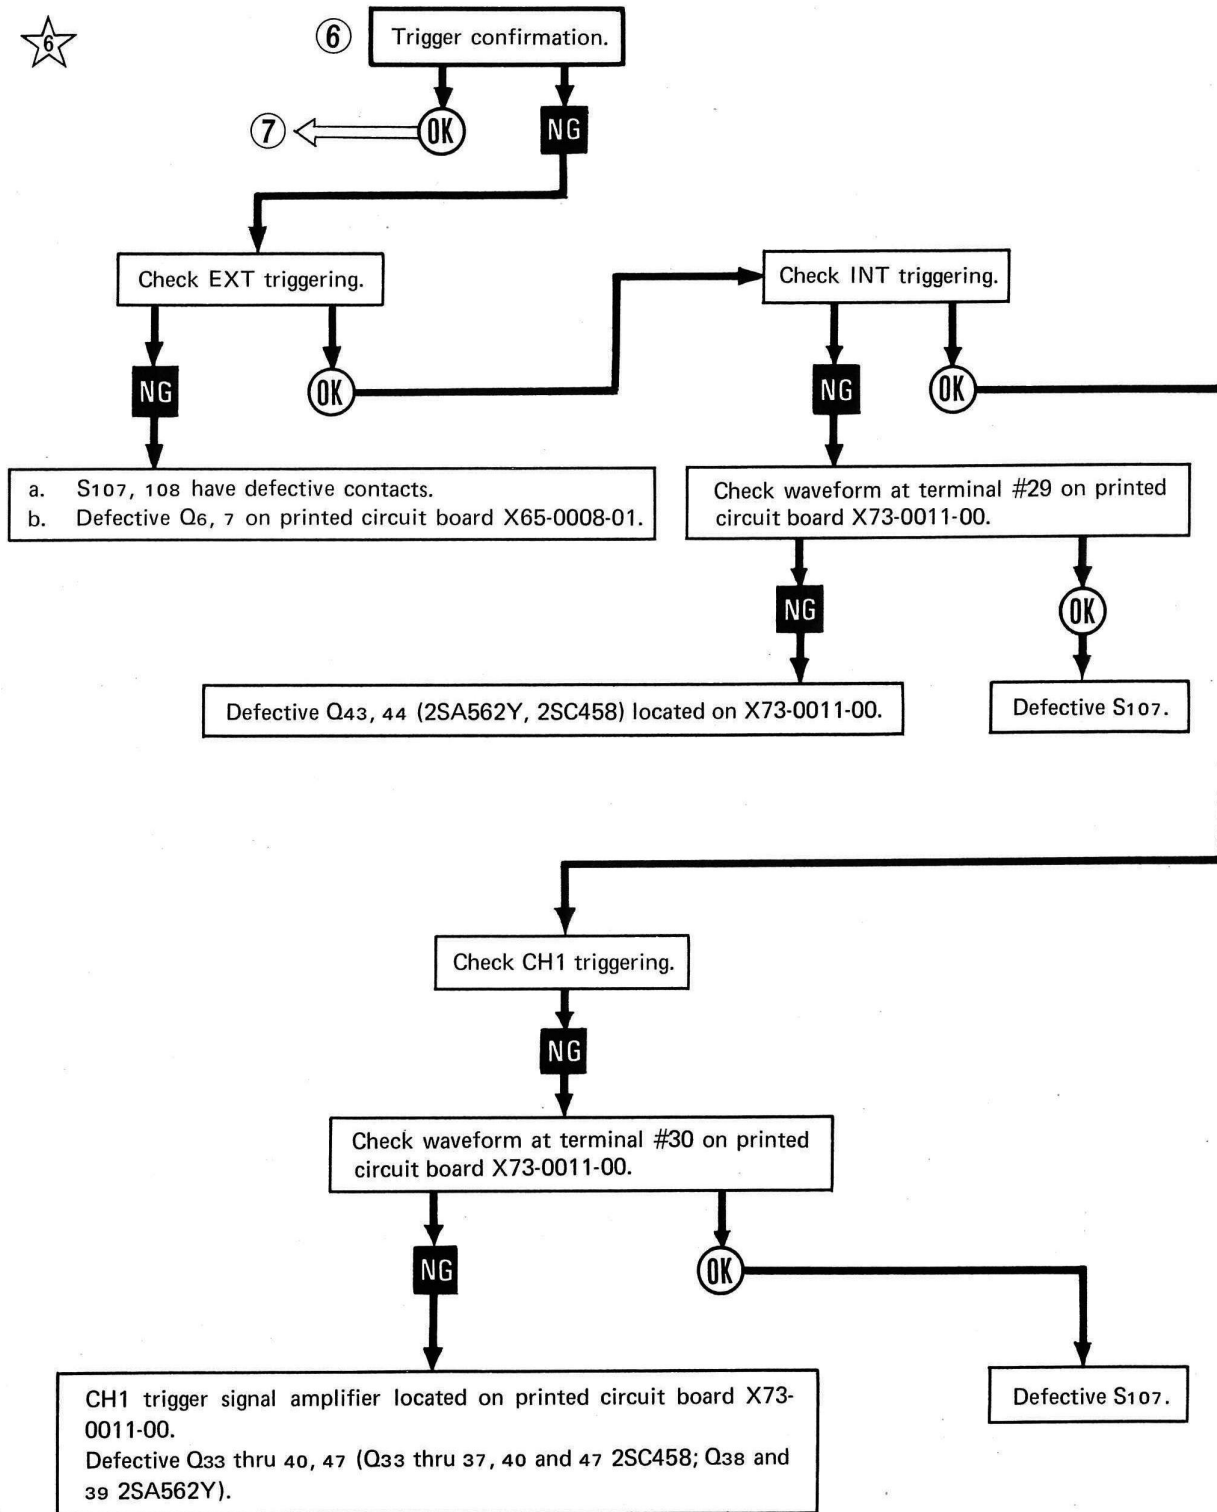 6
6 Trigger confirmation.
7 OK NG
Check EXT triggering.
Check INT triggering.
NG OK
NG OK
a. S107, 108 have defective contacts.
b. Defective Q6, 7 on printed circuit board X65-0008-01.
Check waveform at terminal #29 on printed
circuit board X73-0011-00.
NG OK
Defective Q43, 44 (2SA562Y, 2SC458) located on X73-0011-00.
Defective S107.
Check CH1 triggering.
NG
Check waveform at terminal #30 on printed
circuit board X73-0011-00.
NG OK
CH1 trigger signal amplifier located on printed circuit board X73-
0011-00.
Defective Q33 thru 40, 47 (Q33 thru 37, 40 and 47 2SC458; Q38 and
39 2SA562Y).
Defective S107.